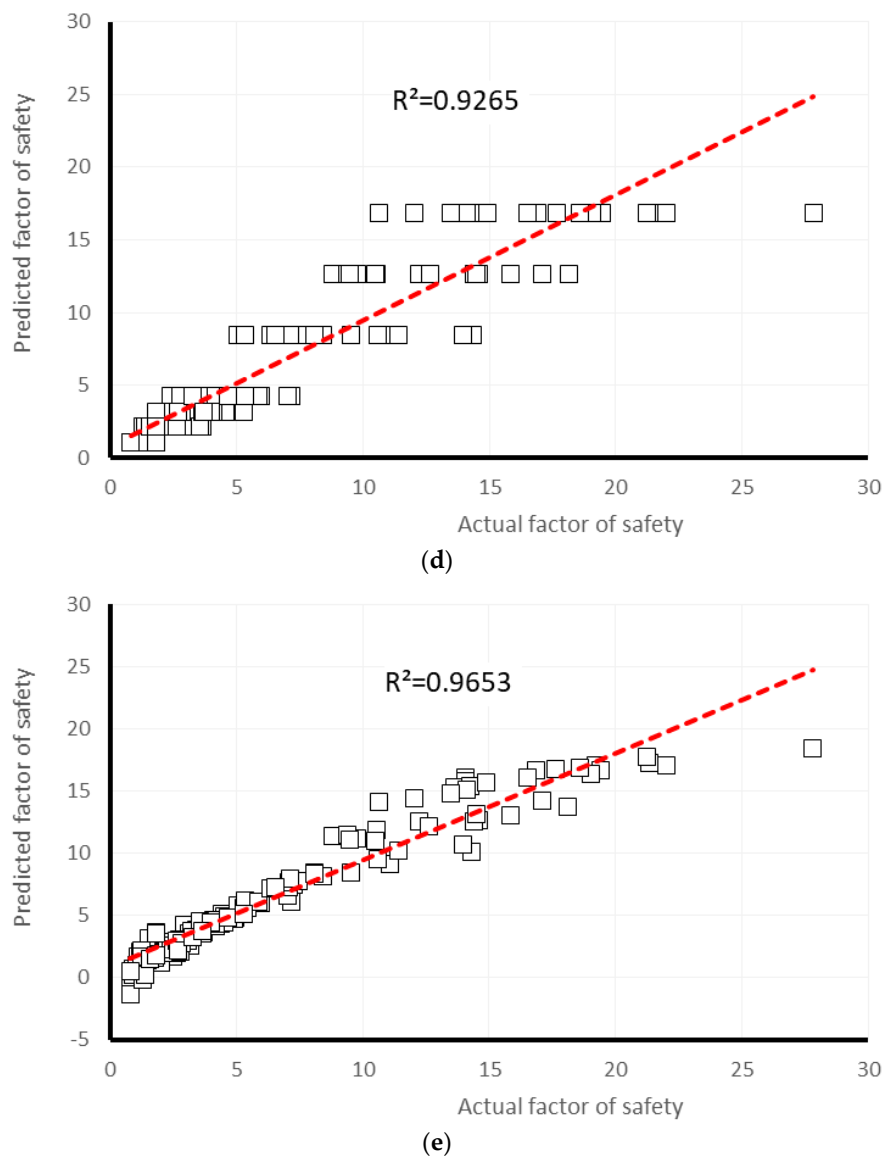 30
25
20
15
10
5
0
Predicted factor of safety
R²=0.9265
0 5 10 15 20 25 30
Actual factor of safety
(d)
30
25
20
15
10
5
0
-5
Predicted factor of safety
R²=0.9653
0 5 10 15 20 25 30
Actual factor of safety
(e)